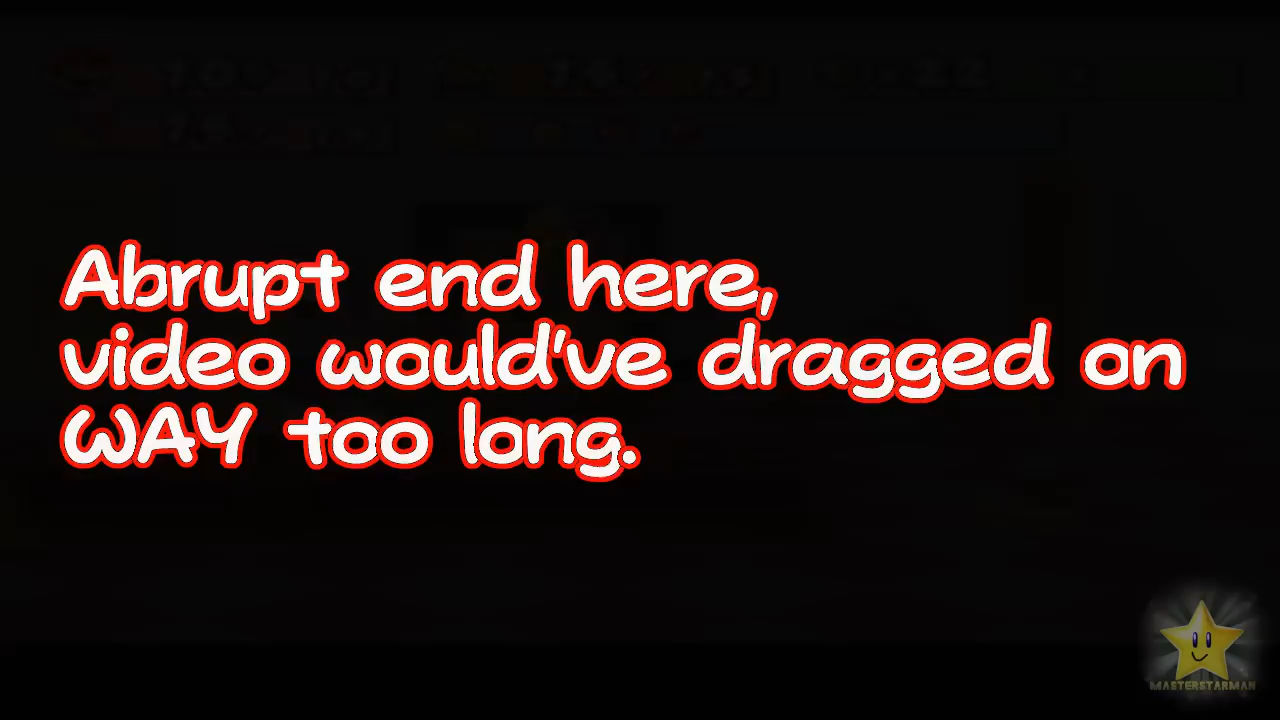 Abrupt end here,
video would've dragged on
WAY too long.
MASTERSTARMAN